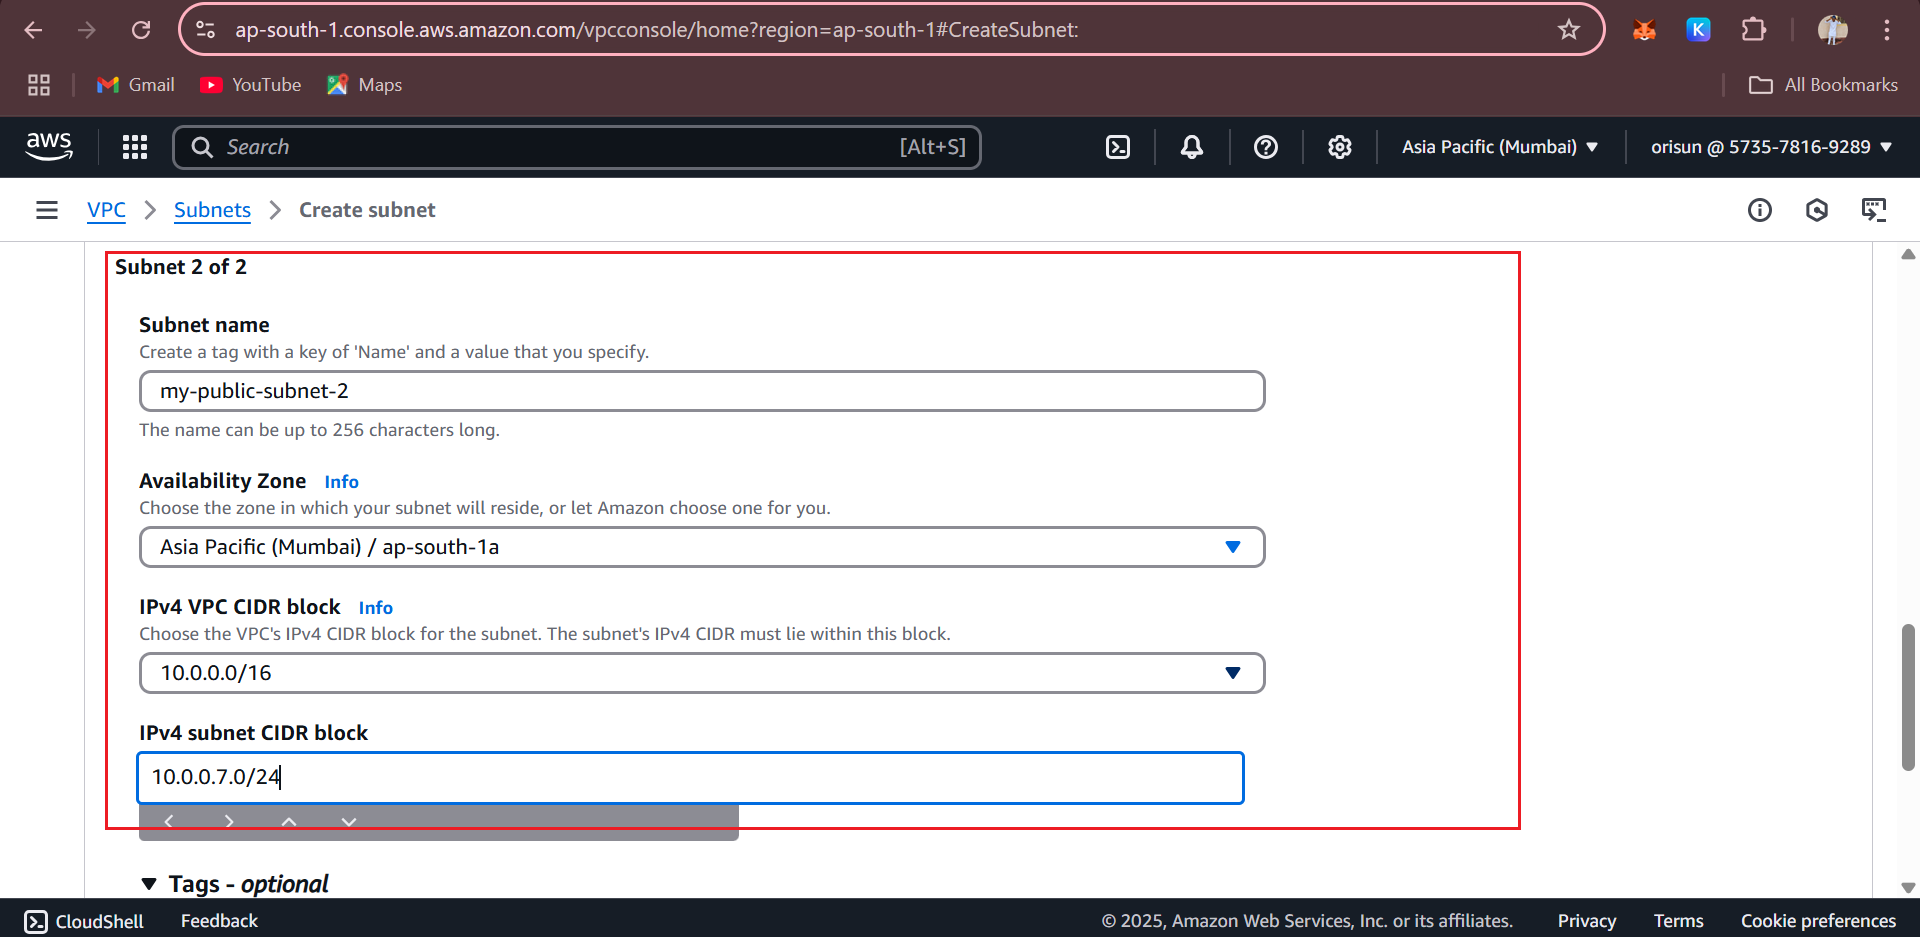 ap-south-1.console.aws.amazon.com/vpcconsole/home?region=ap-south-1#CreateSubnet:
K
Gmail
YouTube
Maps
All Bookmarks
aws
Search
[Alt+S]
Asia Pacific (Mumbai)
orisun @ 5735-7816-9289
VPC
Subnets
Create subnet
Subnet 2 of 2
Subnet name
Create a tag with a key of 'Name' and a value that you specify.
my-public-subnet-2
The name can be up to 256 characters long.
Availability Zone Info
Choose the zone in which your subnet will reside, or let Amazon choose one for you.
Asia Pacific (Mumbai) / ap-south-1a
IPv4 VPC CIDR block Info
Choose the VPC's IPv4 CIDR block for the subnet. The subnet's IPv4 CIDR must lie within this block.
10.0.0.0/16
IPv4 subnet CIDR block
10.0.0.7.0/24
Tags - optional
CloudShell
Feedback
© 2025, Amazon Web Services, Inc. or its affiliates.
Privacy
Terms
Cookie preferences